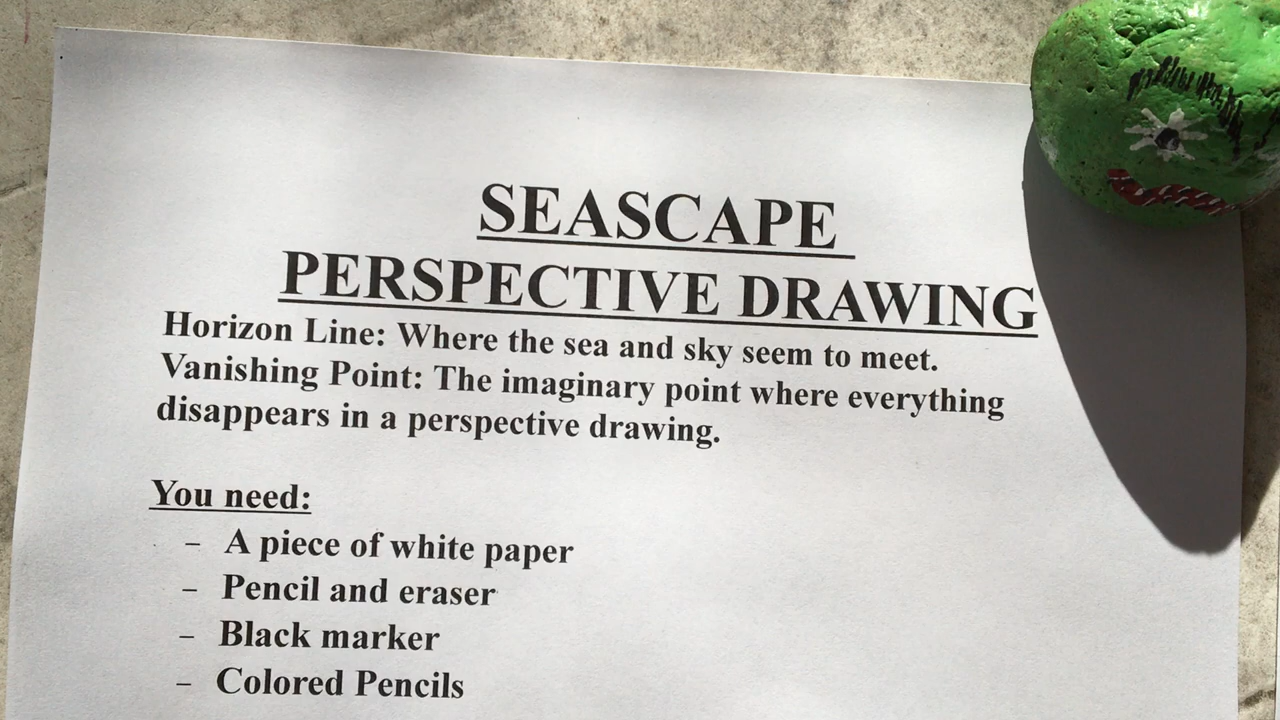 SEASCAPE
PERSPECTIVE DRAWING
Horizon Line: Where the sea and sky seem to meet.
Vanishing Point: The imaginary point where everything
disappears in a perspective drawing.
You need:
– A piece of white paper
– Pencil and eraser
– Black marker
– Colored Pencils